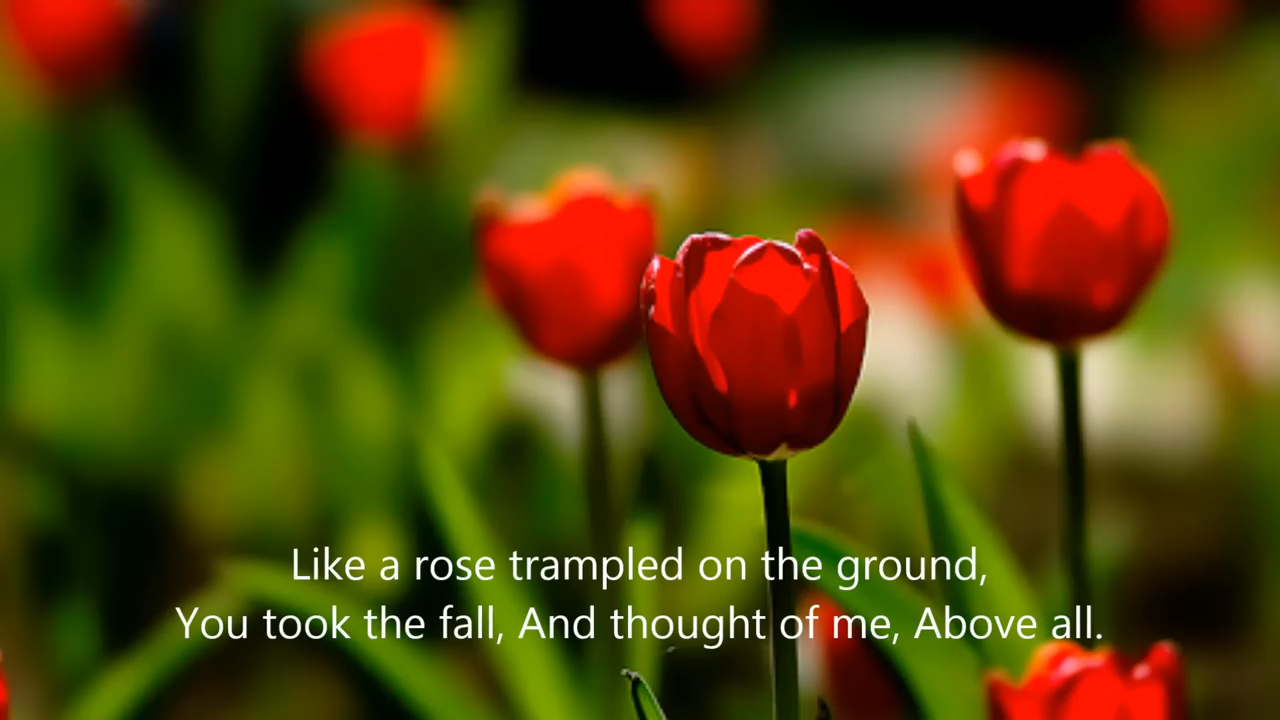 Like a rose trampled on the ground,
You took the fall, And thought of me, Above all.